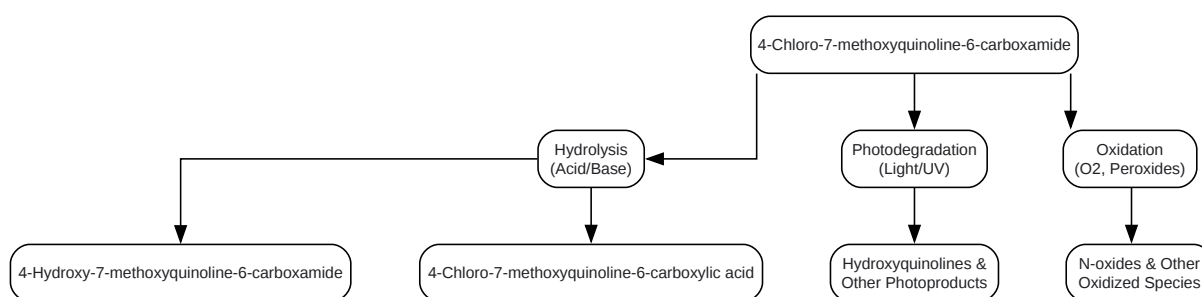 4-Chloro-7-methoxyquinoline-6-carboxamide
Hydrolysis
(Acid/Base)
Photodegradation
(Light/UV)
Oxidation
(O2, Peroxides)
4-Hydroxy-7-methoxyquinoline-6-carboxamide
4-Chloro-7-methoxyquinoline-6-carboxylic acid
Hydroxyquinolines &
Other Photoproducts
N-oxides & Other
Oxidized Species